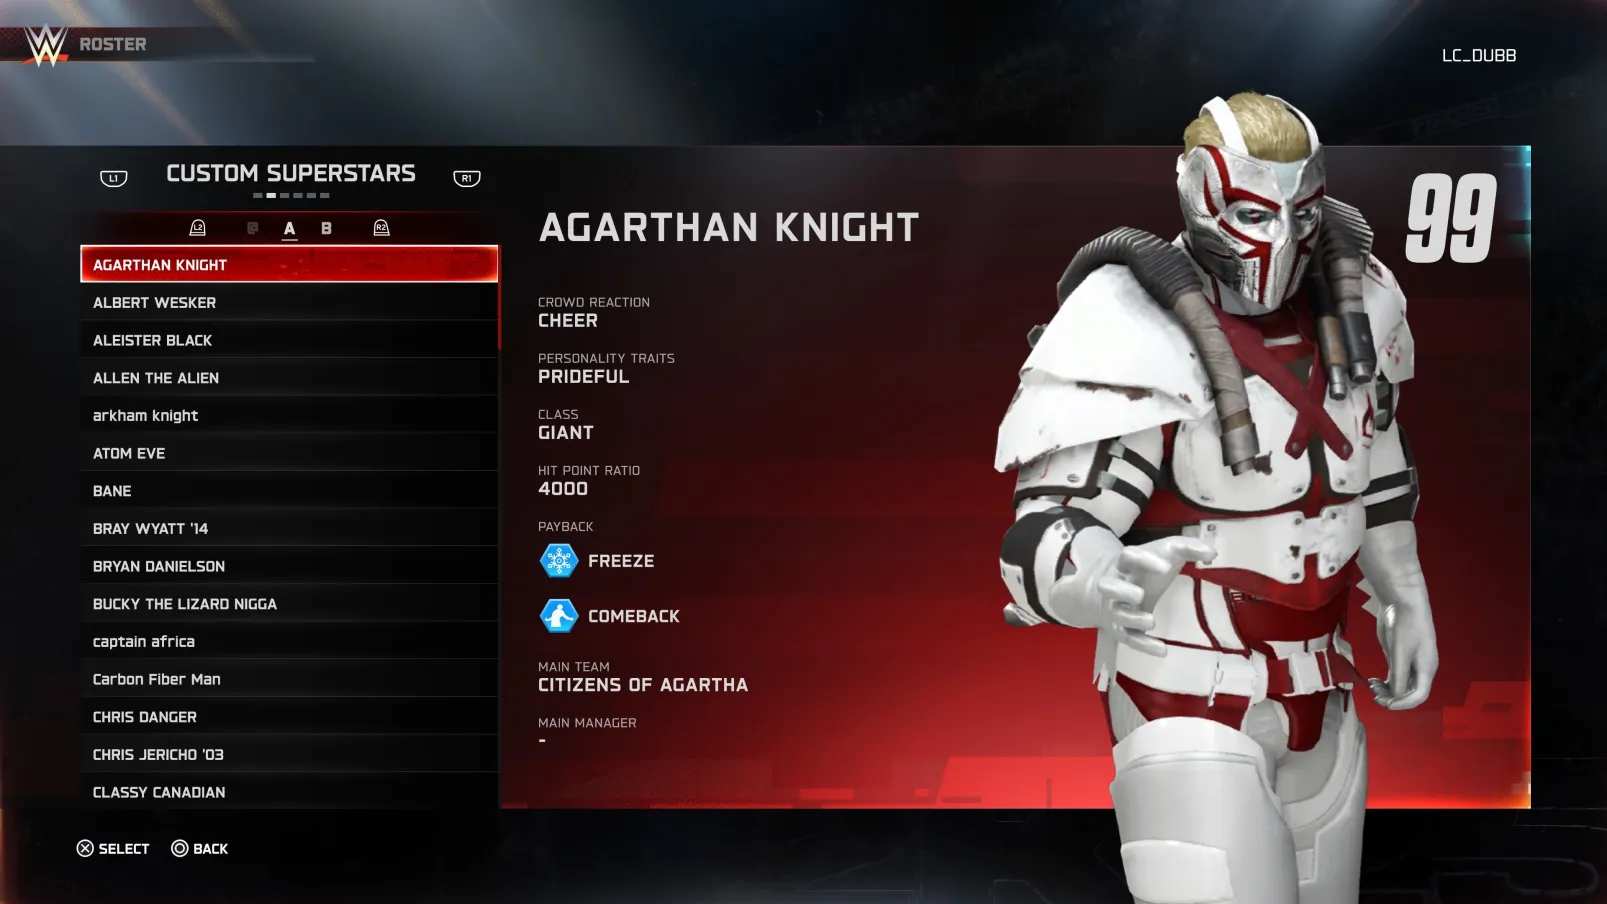 W
ROSTER
LC_DUBB
L1
CUSTOM SUPERSTARS
R1
L2
A
B
R2
AGARTHAN KNIGHT
ALBERT WESKER
ALEISTER BLACK
ALLEN THE ALIEN
arkham knight
ATOM EVE
BANE
BRAY WYATT '14
BRYAN DANIELSON
BUCKY THE LIZARD NIGGA
captain africa
Carbon Fiber Man
CHRIS DANGER
CHRIS JERICHO '03
CLASSY CANADIAN
SELECT
BACK
AGARTHAN KNIGHT
99
CROWD REACTION
CHEER
PERSONALITY TRAITS
PRIDEFUL
CLASS
GIANT
HIT POINT RATIO
4000
PAYBACK
FREEZE
COMEBACK
MAIN TEAM
CITIZENS OF AGARTHA
MAIN MANAGER
-